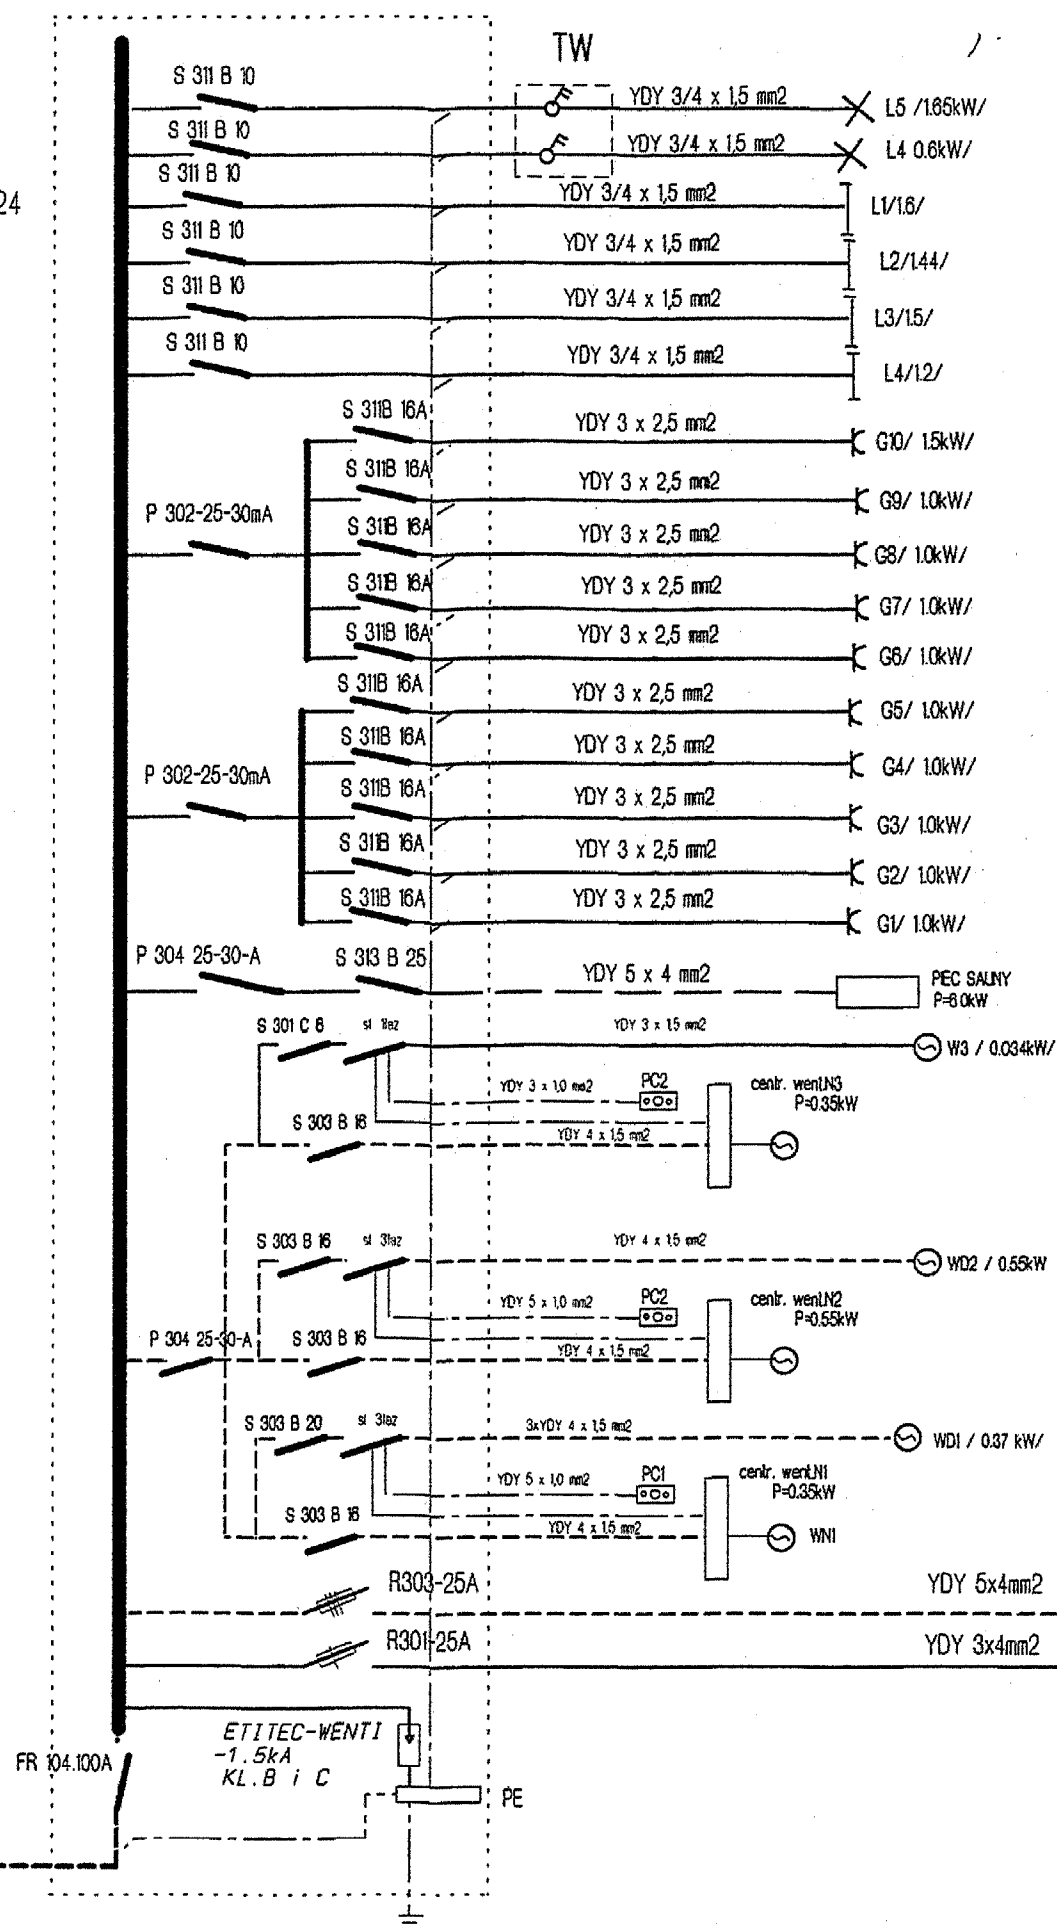 TW
S 311 B 10
YDY 3/4 x 1,5 mm2
L5 /1.65kW/
S 311 B 10
YDY 3/4 x 1,5 mm2
L4 0.6kW/
24
S 311 B 10
YDY 3/4 x 1,5 mm2
L1/1.6/
S 311 B 10
YDY 3/4 x 1,5 mm2
L2/1.44/
S 311 B 10
YDY 3/4 x 1,5 mm2
L3/1.5/
S 311 B 10
YDY 3/4 x 1,5 mm2
L4/1.2/
S 311B 16A
YDY 3 x 2,5 mm2
G10/ 1.5kW/
S 311B 16A
YDY 3 x 2,5 mm2
G9/ 1.0kW/
P 302-25-30mA
S 311B 16A
YDY 3 x 2,5 mm2
G8/ 1.0kW/
S 311B 16A
YDY 3 x 2,5 mm2
G7/ 1.0kW/
S 311B 16A
YDY 3 x 2,5 mm2
G6/ 1.0kW/
S 311B 16A
YDY 3 x 2,5 mm2
G5/ 1.0kW/
S 311B 16A
YDY 3 x 2,5 mm2
G4/ 1.0kW/
P 302-25-30mA
S 311B 16A
YDY 3 x 2,5 mm2
G3/ 1.0kW/
S 311B 16A
YDY 3 x 2,5 mm2
G2/ 1.0kW/
S 311B 16A
YDY 3 x 2,5 mm2
G1/ 1.0kW/
P 304 25-30-A
S 313 B 25
YDY 5 x 4 mm2
PEC SAUNY
P=6.0kW
S 301 C 6
st 1laz
YDY 3 x 1.5 mm2
W3 / 0.034kW/
YDY 3 x 1,0 mm2
PC2
centr. went.N3
P=0.35kW
S 303 B 16
YDY 4 x 1.5 mm2
S 303 B 16
st 3laz
YDY 4 x 1.5 mm2
WD2 / 0.55kW
YDY 5 x 1,0 mm2
PC2
centr. went.N2
P=0.55kW
P 304 25-30-A
S 303 B 16
YDY 4 x 1.5 mm2
S 303 B 20
st 3laz
3xYDY 4 x 1,5 mm2
WD1 / 0.37 kW/
YDY 5 x 1,0 mm2
PC1
centr. went.N1
P=0.35kW
S 303 B 16
YDY 4 x 1.5 mm2
WN1
R303-25A
YDY 5x4mm2
R301-25A
YDY 3x4mm2
ETITEC-WENTI
-1.5kA
KL.B i C
FR 104.100A
PE